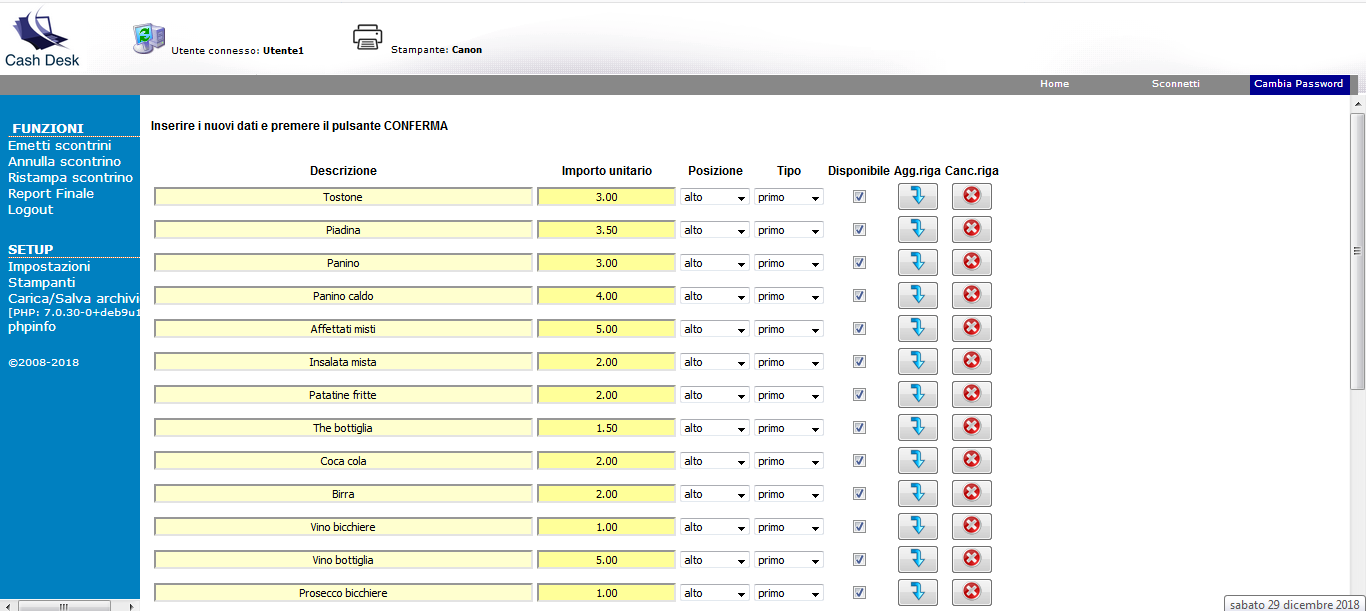 Cash Desk
Utente connesso: Utente1
Stampante: Canon
Home Sconnetti Cambia Password
FUNZIONI
Emetti scontrini
Annulla scontrino
Ristampa scontrino
Report Finale
Logout
SETUP
Impostazioni
Stampanti
Carica/Salva archivi
[PHP: 7.0.30-0+deb9u1
phpinfo
©2008-2018
Inserire i nuovi dati e premere il pulsante CONFERMA
Descrizione Importo unitario Posizione Tipo Disponibile Agg.riga Canc.riga
Tostone 3.00 alto primo
Piadina 3.50 alto primo
Panino 3.00 alto primo
Panino caldo 4.00 alto primo
Affettati misti 5.00 alto primo
Insalata mista 2.00 alto primo
Patatine fritte 2.00 alto primo
The bottiglia 1.50 alto primo
Coca cola 2.00 alto primo
Birra 2.00 alto primo
Vino bicchiere 1.00 alto primo
Vino bottiglia 5.00 alto primo
Prosecco bicchiere 1.00 alto primo
sabato 29 dicembre 2018